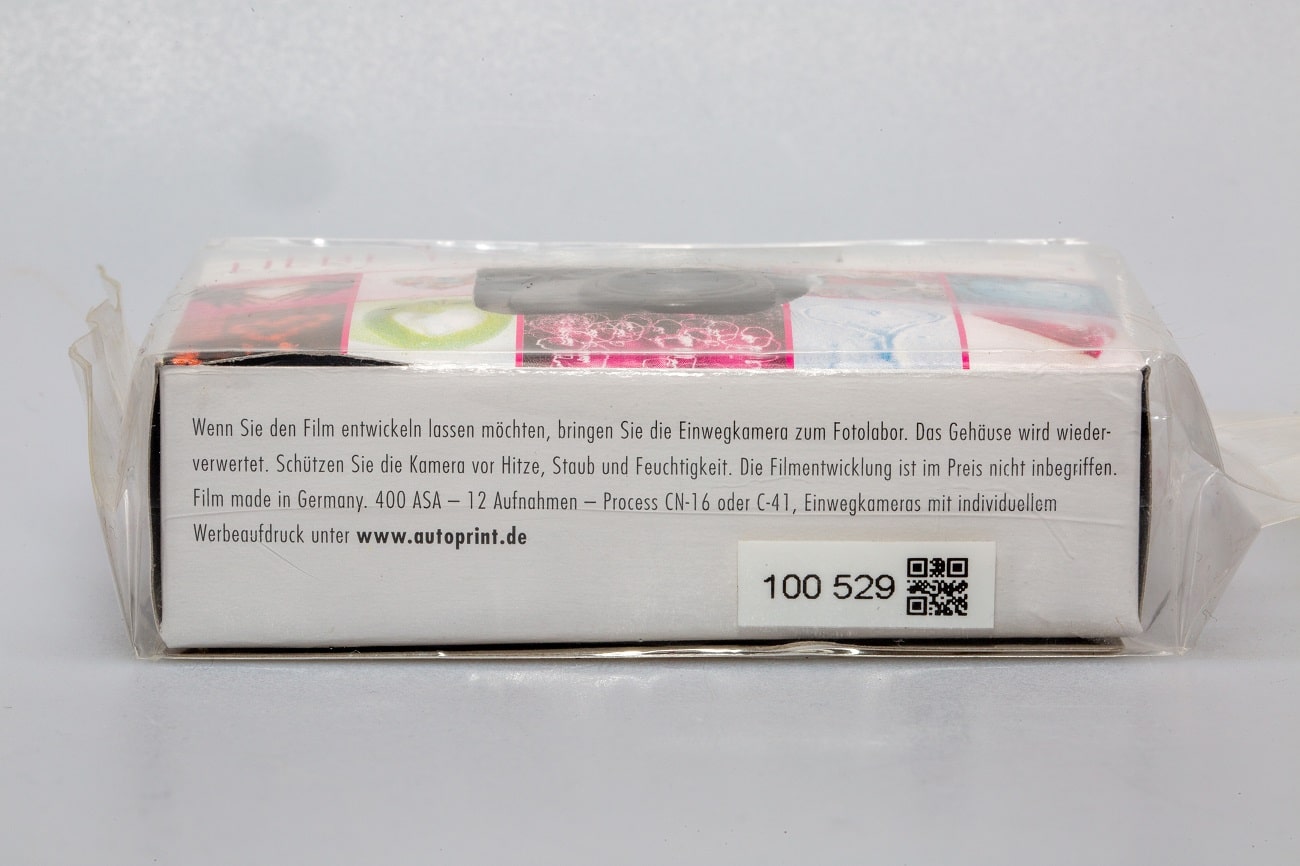 Wenn Sie den Film entwickeln lassen möchten, bringen Sie die Einwegkamera zum Fotolabor. Das Gehäuse wird wieder-
verwertet. Schützen Sie die Kamera vor Hitze, Staub und Feuchtigkeit. Die Filmentwicklung ist im Preis nicht inbegriffen.
Film made in Germany. 400 ASA – 12 Aufnahmen – Process CN-16 oder C-41, Einwegkameras mit individuellem
Werbeaufdruck unter www.autoprint.de
100 529